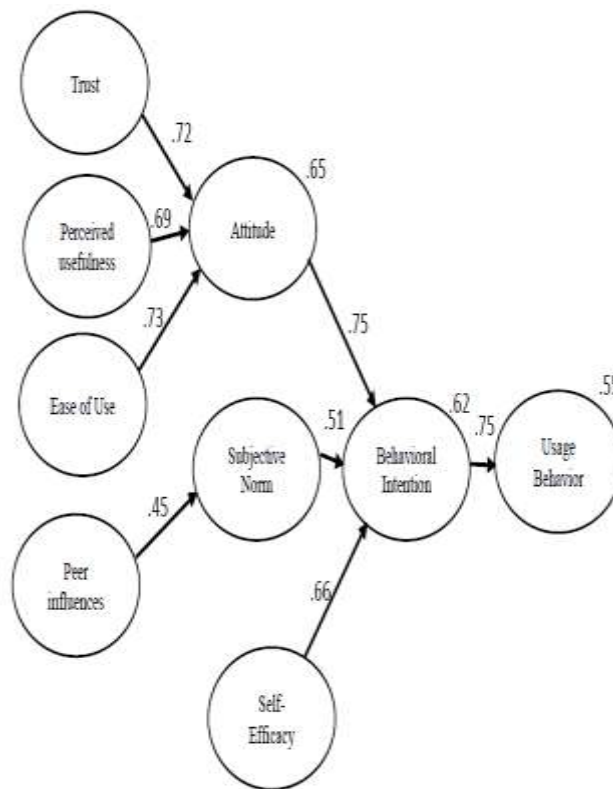 Trust
.72
.65
Perceived
usefulness
.69
Attitude
.73
.75
Ease of Use
Subjective
Norm
.51
.62
Behavioral
Intention
.75
Usage
Behavior
.45
Peer
influences
.66
Self-
Efficacy